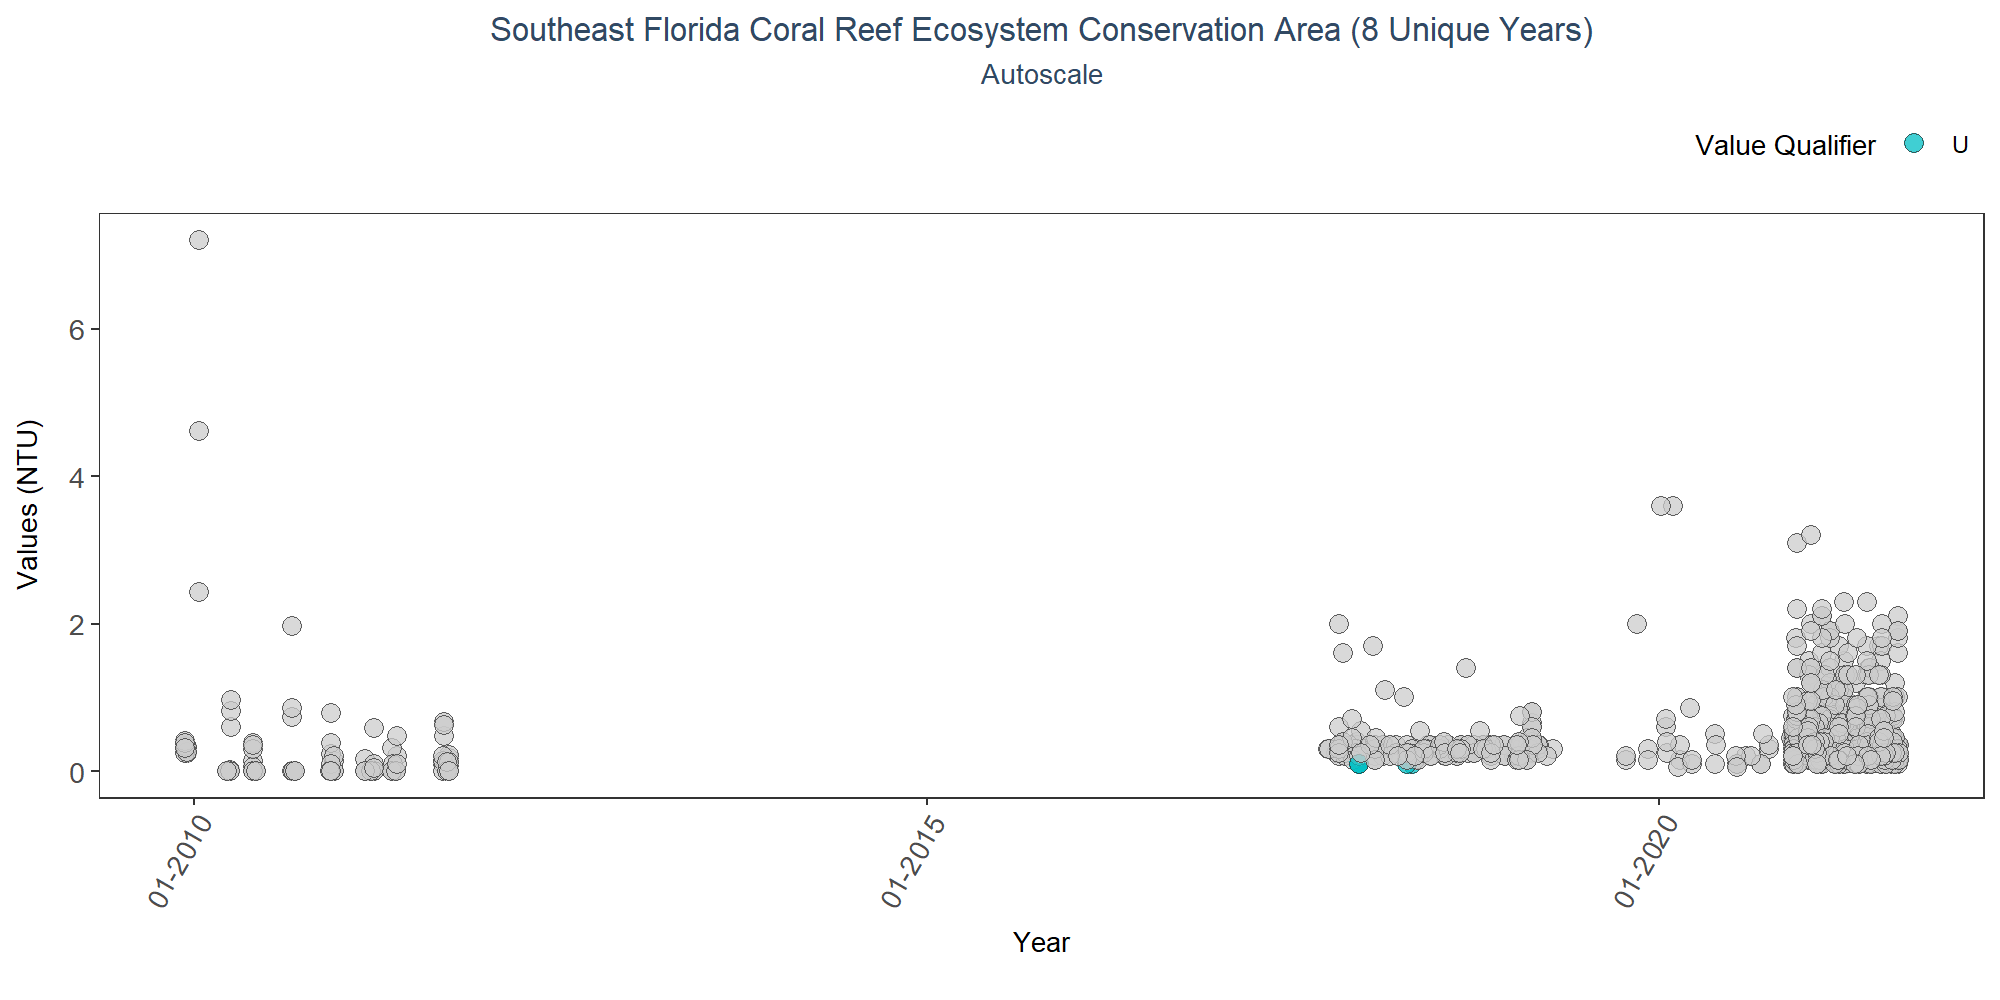 Southeast Florida Coral Reef Ecosystem Conservation Area (8 Unique Years)
Autoscale
Value Qualifier U
Values (NTU)
6
4
2
0
01-2010
01-2015
01-2020
Year